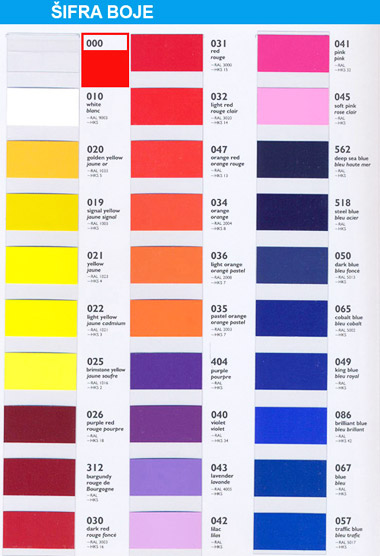 ŠIFRA BOJE
000
010
white
blanc
~RAL 9003
~HKS
020
golden yellow
jaune or
~RAL 1033
~HKS 5
019
signal yellow
jaune signal
~RAL 1003
~HKS
021
yellow
jaune
~RAL 1023
~HKS 4
022
light yellow
jaune cadmium
~RAL 1021
~HKS 3
025
brimstone yellow
jaune soufre
~RAL 1016
~HKS 2
026
purple red
rouge pourpre
~RAL
~HKS 18
312
burgundy
rouge de
Bourgogne
~RAL
~HKS
030
dark red
rouge foncé
~RAL 3003
~HKS 16
031
red
rouge
~RAL 3000
~HKS 15
032
light red
rouge clair
~RAL 3020
~HKS 14
047
orange red
orange rouge
~RAL
~HKS 13
034
orange
orange
~RAL 2004
~HKS 8
036
light orange
orange pastel
~RAL 2008
~HKS 7
035
pastel orange
orange pastel
~RAL 2003
~HKS 7
404
purple
pourpre
~RAL
~HKS
040
violet
violet
~RAL
~HKS 34
043
lavender
lavande
~RAL 4005
~HKS
042
lilac
lilas
~RAL
~HKS
041
pink
pink
~RAL
~HKS 22
045
soft pink
rose clair
~RAL
~HKS
562
deep sea blue
bleu haute mer
~RAL
~HKS
518
steel blue
bleu acier
~RAL
~HKS
050
dark blue
bleu foncé
~RAL 5013
~HKS
065
cobalt blue
bleu cobalt
~RAL 5002
~HKS
049
king blue
bleu royal
~RAL
~HKS
086
brilliant blue
bleu brillant
~RAL
~HKS 42
067
blue
bleu
~RAL
~HKS
057
traffic blue
bleu trafic
~RAL 5017
~HKS